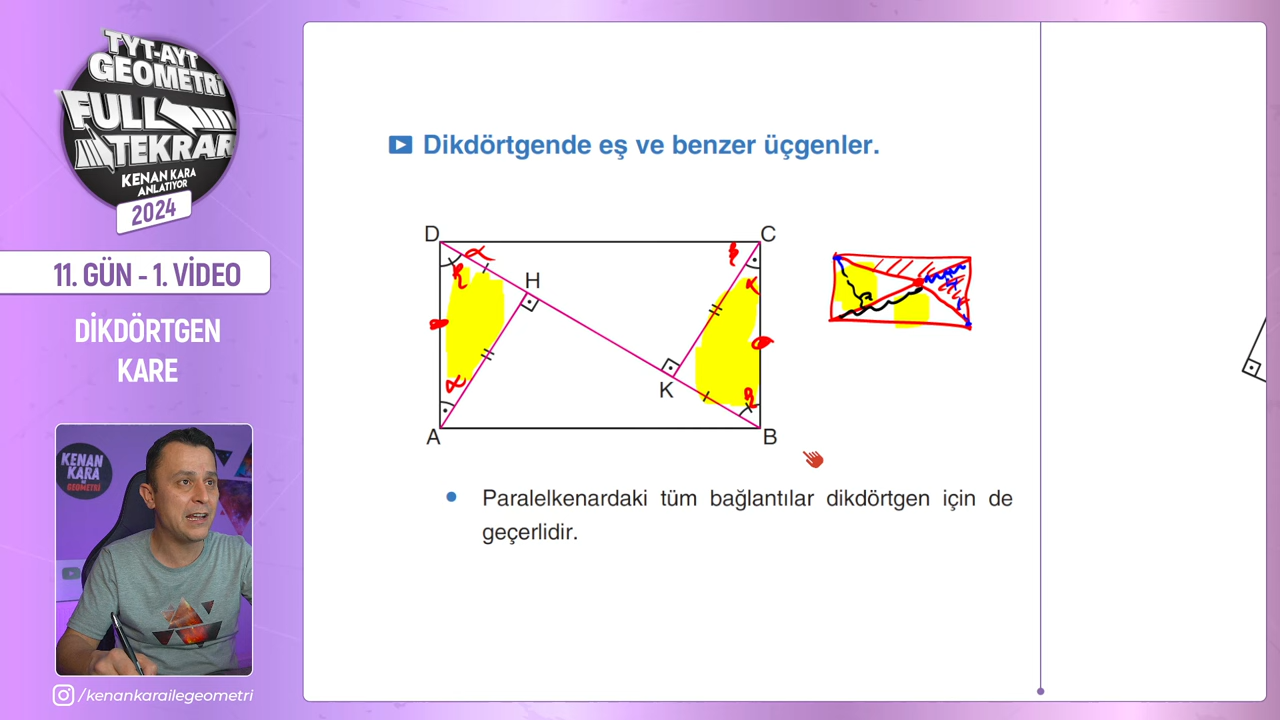 TYT-AYT
GEOMETRİ
FULL
TEKRAR
KENAN KARA
ANLATIYOR
2024
11. GÜN - 1. VİDEO
DİKDÖRTGEN
KARE
KENAN
KARA
GEOMETRİ
/kenankarailegeometri
Dikdörtgende eş ve benzer üçgenler.
D
C
α
H
K
α
A
B
Paralelkenardaki tüm bağlantılar dikdörtgen için de
geçerlidir.